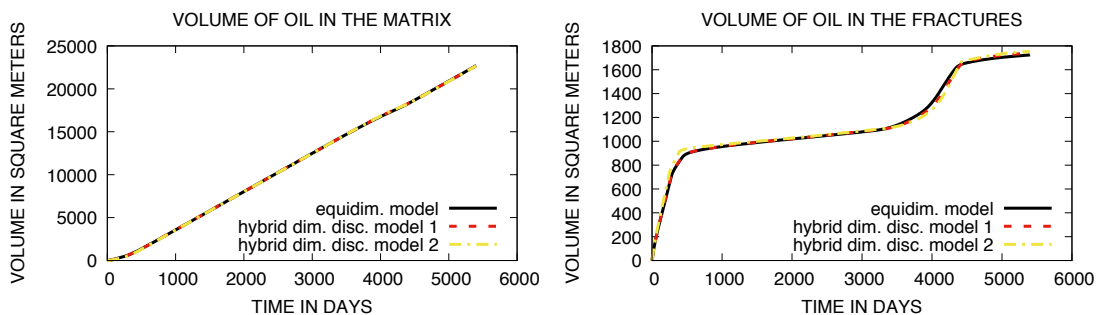 VOLUME OF OIL IN THE MATRIX
VOLUME IN SQUARE METERS
25000
20000
15000
10000
5000
0
equidim. model
hybrid dim. disc. model 1
hybrid dim. disc. model 2
0 1000 2000 3000 4000 5000 6000
TIME IN DAYS
VOLUME OF OIL IN THE FRACTURES
VOLUME IN SQUARE METERS
1800
1600
1400
1200
1000
800
600
400
200
0
equidim. model
hybrid dim. disc. model 1
hybrid dim. disc. model 2
0 1000 2000 3000 4000 5000 6000
TIME IN DAYS